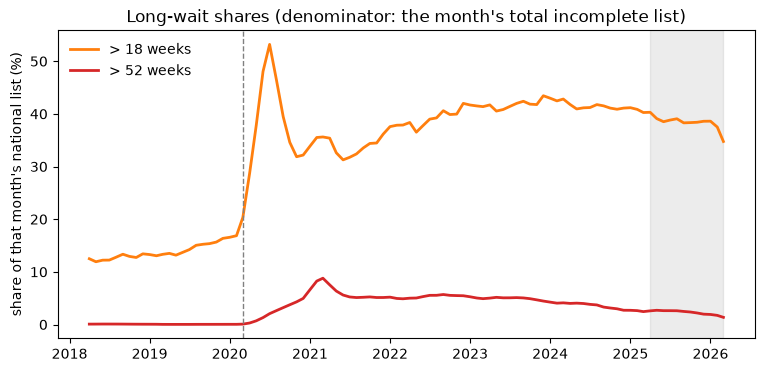 Long-wait shares (denominator: the month's total incomplete list)
> 18 weeks
> 52 weeks
share of that month's national list (%)
50
40
30
20
10
0
2018 2019 2020 2021 2022 2023 2024 2025 2026